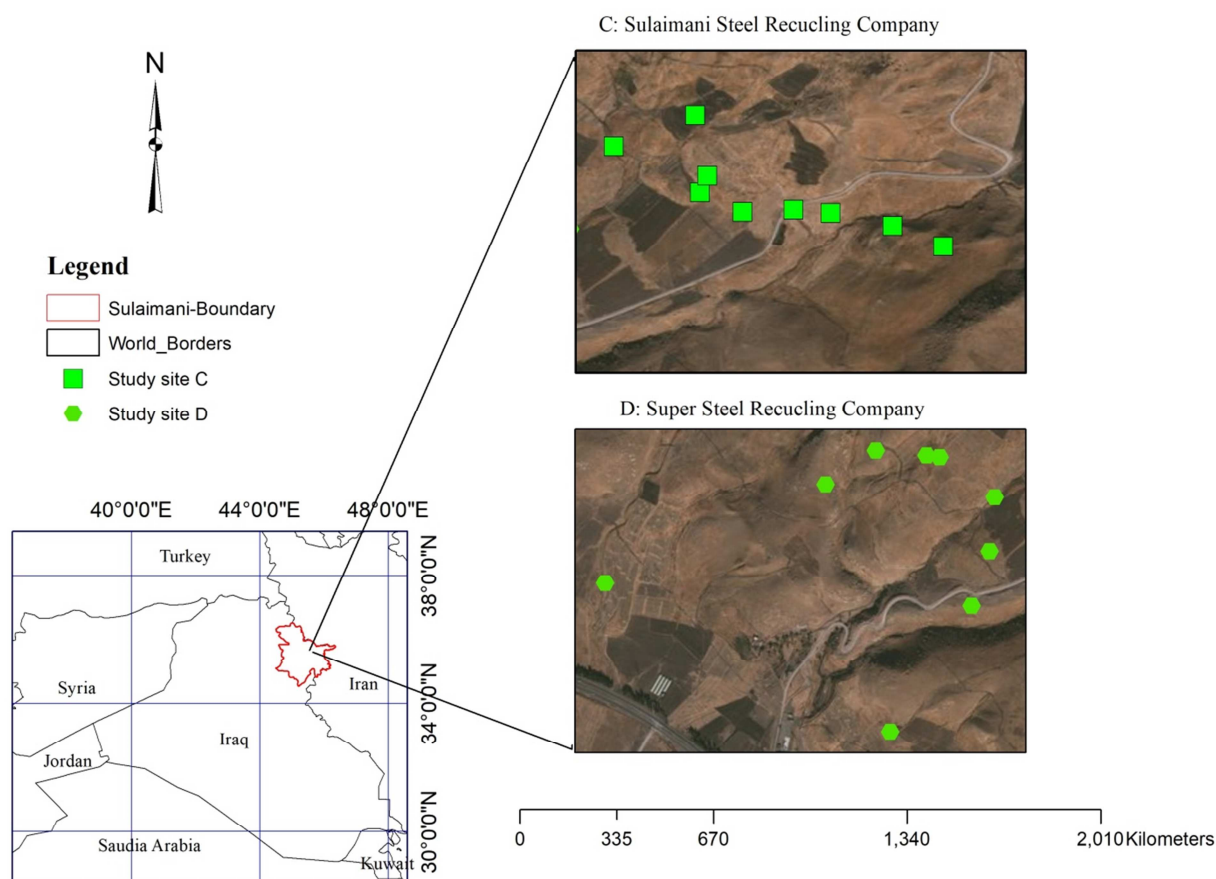 C: Sulaimani Steel Recucling Company
N
Legend
Sulaimani-Boundary
World_Borders
Study site C
Study site D
D: Super Steel Recucling Company
40°0'0"E 44°0'0"E 48°0'0"E
Turkey
38°0'0"N
Syria
Iran
34°0'0"N
Iraq
Jordan
Saudia Arabia
Kuwait
30°0'0"N
0 335 670 1,340 2,010 Kilometers